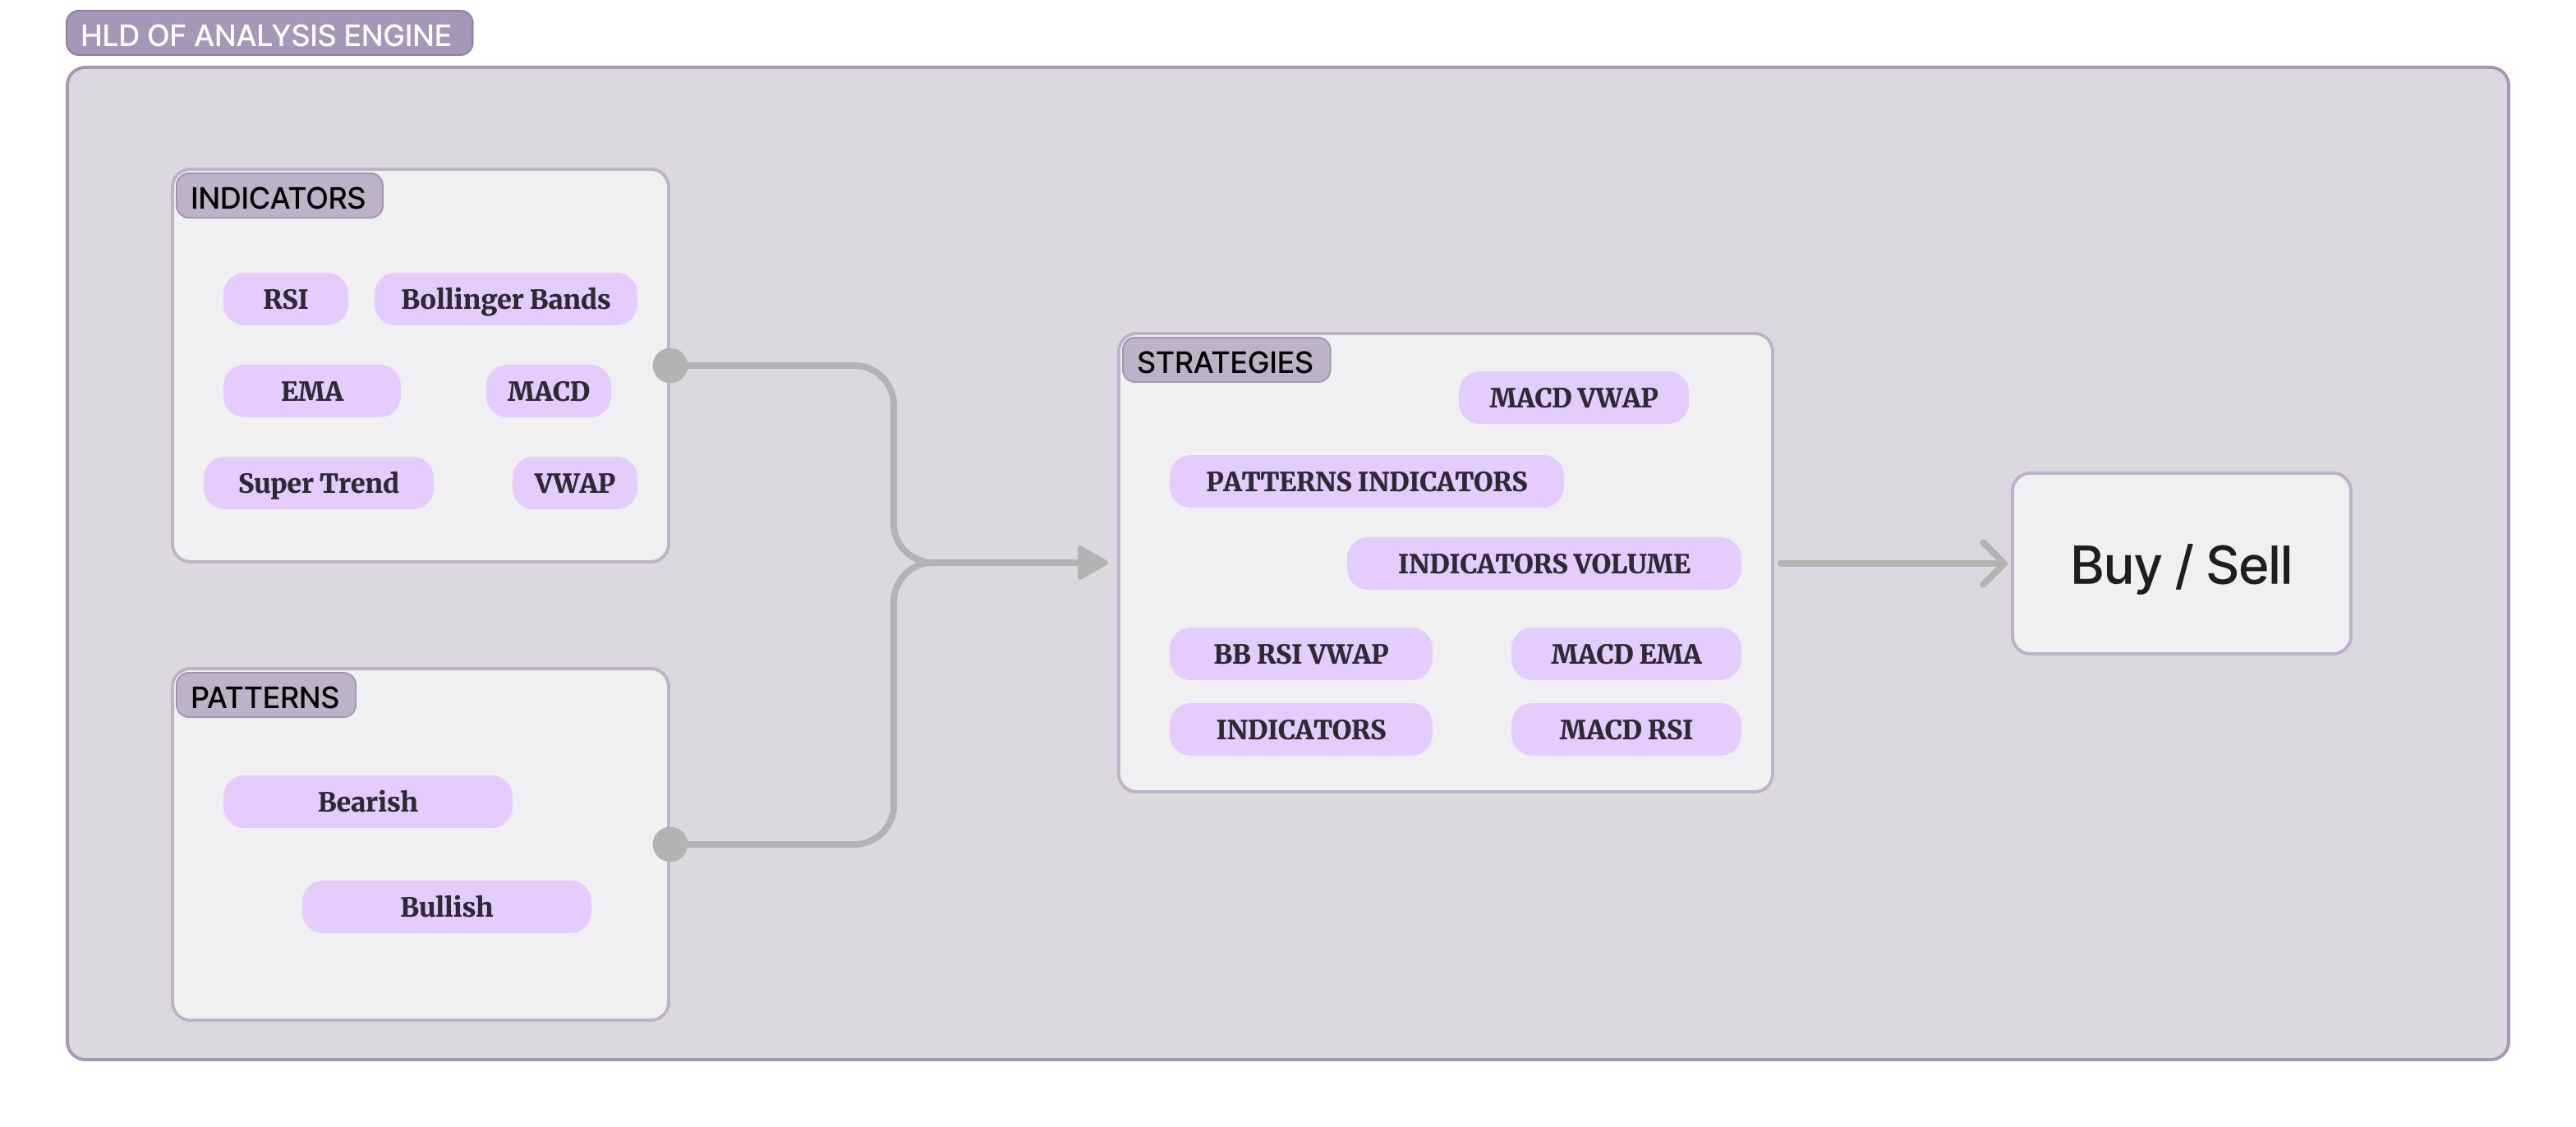 HLD OF ANALYSIS ENGINE
INDICATORS
RSI
Bollinger Bands
EMA
MACD
Super Trend
VWAP
PATTERNS
Bearish
Bullish
STRATEGIES
MACD VWAP
PATTERNS INDICATORS
INDICATORS VOLUME
BB RSI VWAP
MACD EMA
INDICATORS
MACD RSI
Buy / Sell